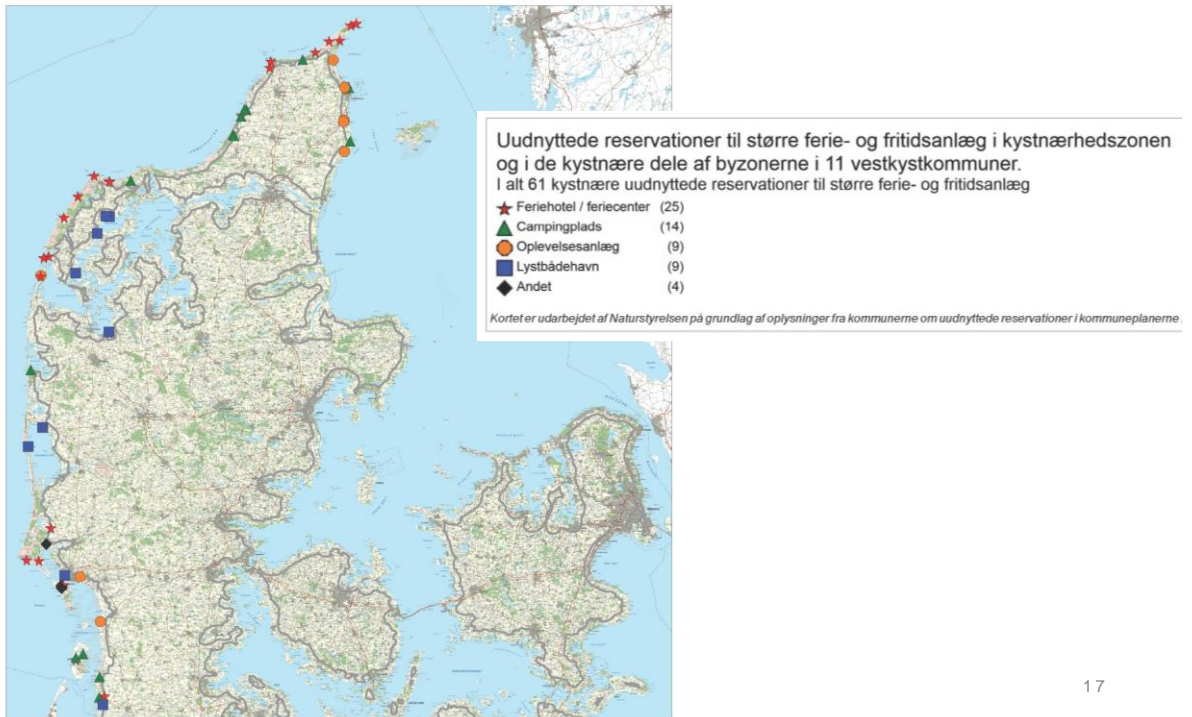 Uudnyttede reservationer til større ferie- og fritidsanlæg i kystnærhedszonen
og i de kystnære dele af byzonerne i 11 vestkystkommuner.
I alt 61 kystnære uudnyttede reservationer til større ferie- og fritidsanlæg
Feriehotel / feriecenter (25)
Campingplads (14)
Oplevelsesanlæg (9)
Lystbådehavn (9)
Andet (4)
Kortet er udarbejdet af Naturstyrelsen på grundlag af oplysninger fra kommunerne om uudnyttede reservationer i kommuneplanerne
17